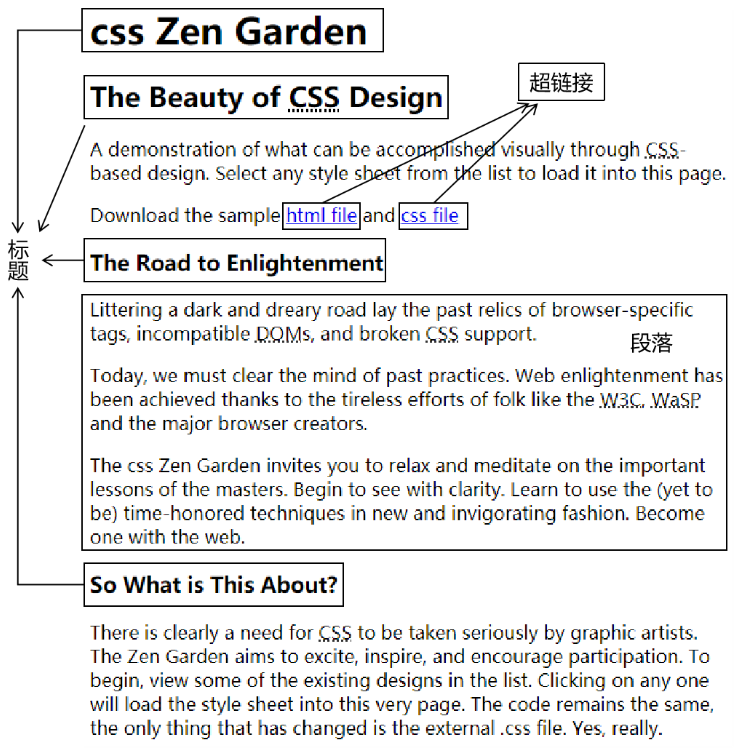 css Zen Garden
The Beauty of CSS Design
超链接
A demonstration of what can be accomplished visually through CSS-
based design. Select any style sheet from the list to load it into this page.
Download the sample html file and css file
标题
The Road to Enlightenment
Littering a dark and dreary road lay the past relics of browser-specific
tags, incompatible DOMs, and broken CSS support.
段落
Today, we must clear the mind of past practices. Web enlightenment has
been achieved thanks to the tireless efforts of folk like the W3C, WaSP
and the major browser creators.
The css Zen Garden invites you to relax and meditate on the important
lessons of the masters. Begin to see with clarity. Learn to use the (yet to
be) time-honored techniques in new and invigorating fashion. Become
one with the web.
So What is This About?
There is clearly a need for CSS to be taken seriously by graphic artists.
The Zen Garden aims to excite, inspire, and encourage participation. To
begin, view some of the existing designs in the list. Clicking on any one
will load the style sheet into this very page. The code remains the same,
the only thing that has changed is the external .css file. Yes, really.